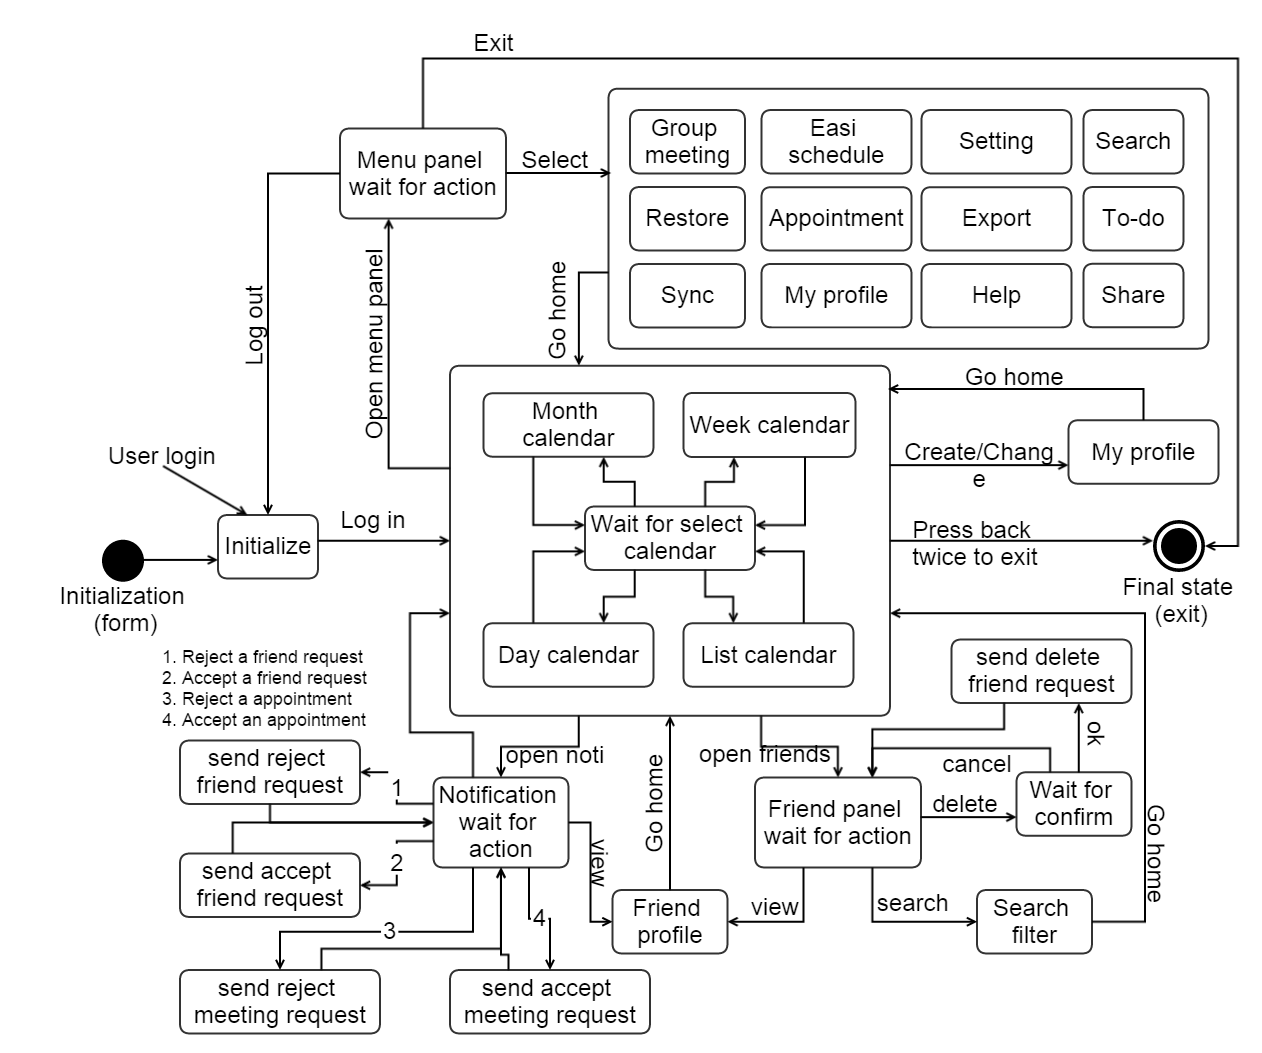 Exit
Group
meeting
Easi
schedule
Setting
Search
Menu panel
wait for action
Select
Restore
Appointment
Export
To-do
Sync
My profile
Help
Share
Log out
Open menu panel
Go home
Go home
Month
calendar
Week calendar
My profile
Create/Chang
e
User login
Log in
Initialize
Wait for select
calendar
Press back
twice to exit
Initialization
(form)
Final state
(exit)
Day calendar
List calendar
1. Reject a friend request
2. Accept a friend request
3. Reject a appointment
4. Accept an appointment
send delete
friend request
ok
open noti
open friends
cancel
send reject
friend request
1
Notification
wait for
action
Go home
Friend panel
wait for action
delete
Wait for
confirm
Go home
2
send accept
friend request
view
view
search
Friend
profile
Search
filter
3
4
send reject
meeting request
send accept
meeting request